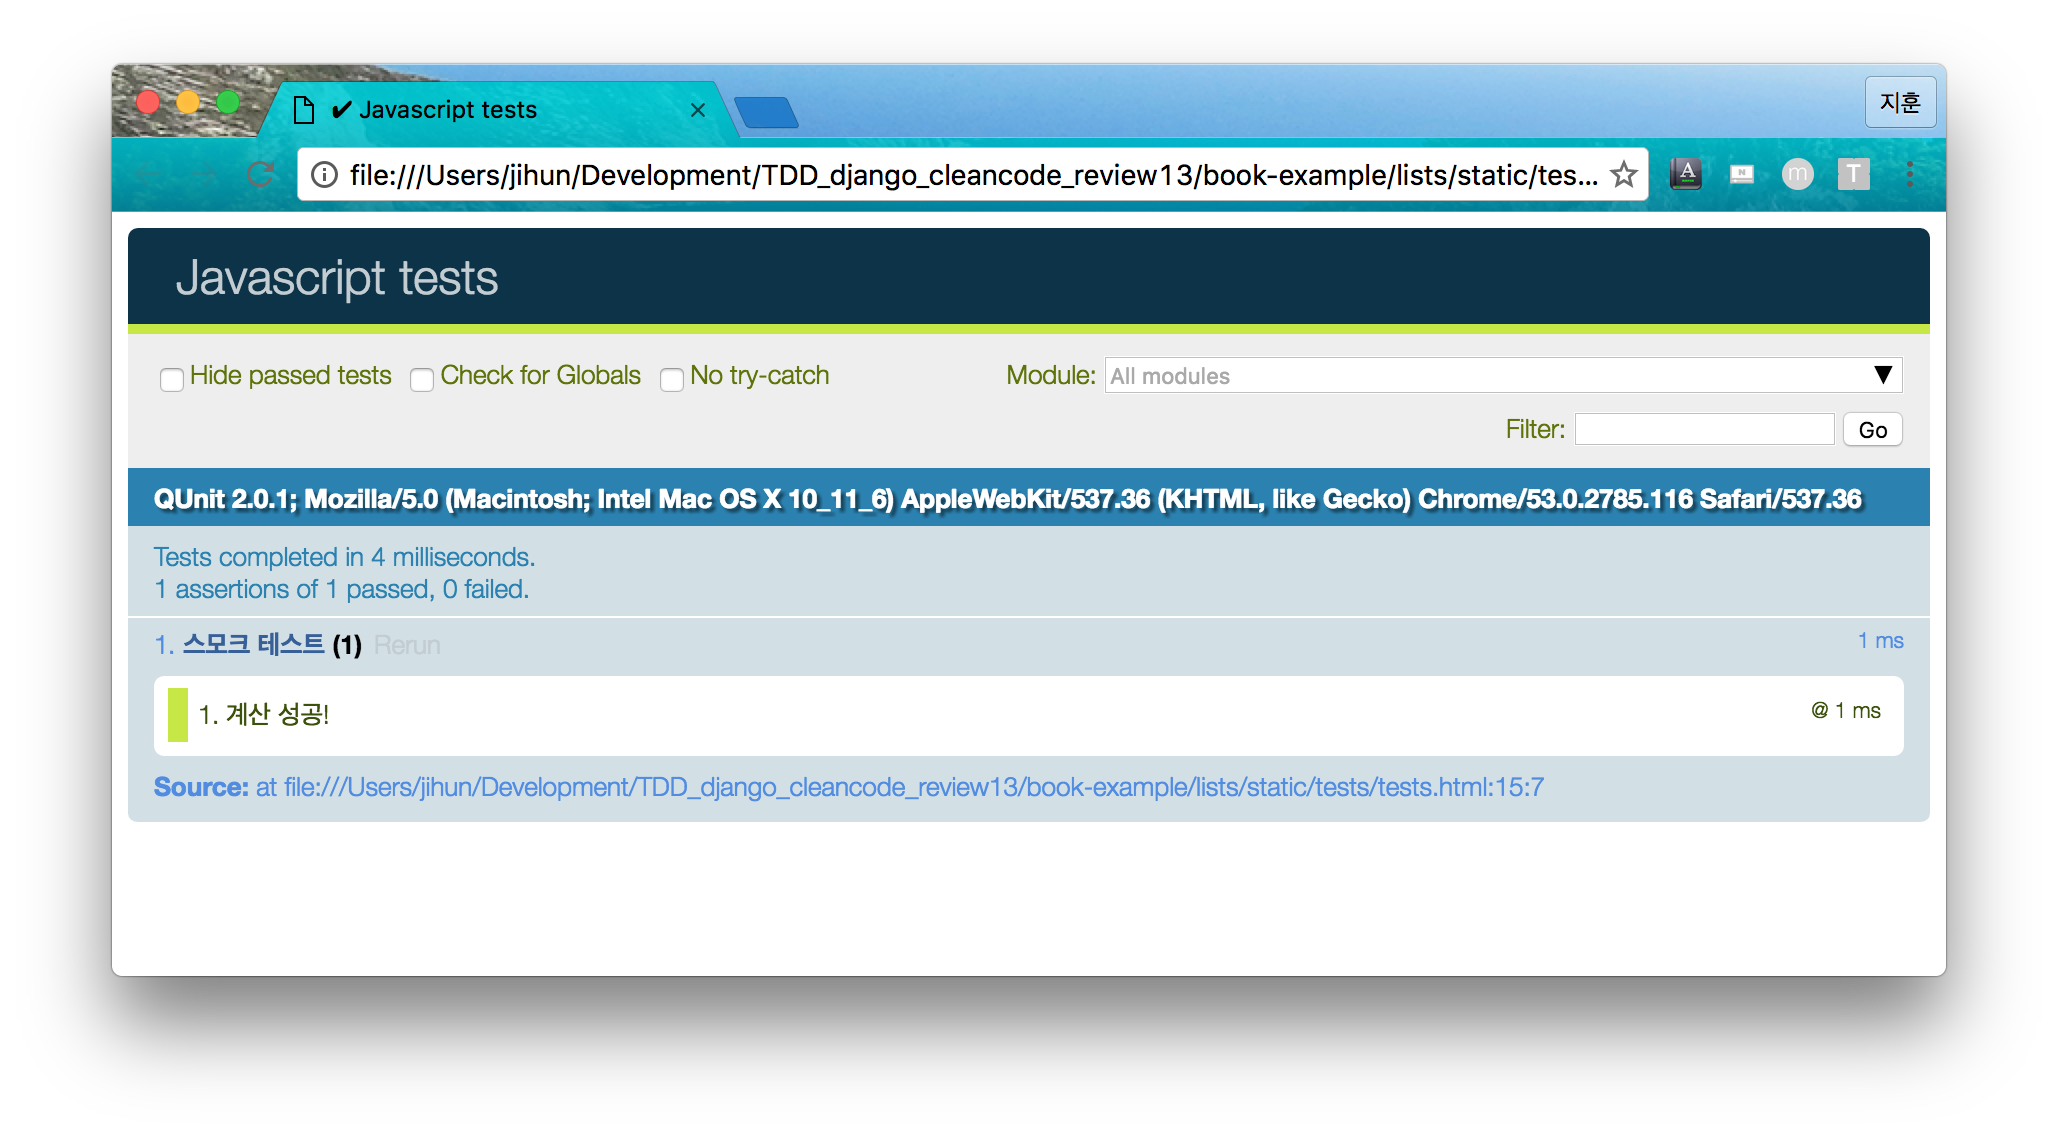 ✔ Javascript tests
지훈
file:///Users/jihun/Development/TDD_django_cleancode_review13/book-example/lists/static/tes...
A
N
m
T
Javascript tests
Hide passed tests Check for Globals No try-catch Module: All modules
Filter: Go
QUnit 2.0.1; Mozilla/5.0 (Macintosh; Intel Mac OS X 10_11_6) AppleWebKit/537.36 (KHTML, like Gecko) Chrome/53.0.2785.116 Safari/537.36
Tests completed in 4 milliseconds.
1 assertions of 1 passed, 0 failed.
1. 스모크 테스트 (1) Rerun 1 ms
1. 계산 성공! @ 1 ms
Source: at file:///Users/jihun/Development/TDD_django_cleancode_review13/book-example/lists/static/tests/tests.html:15:7